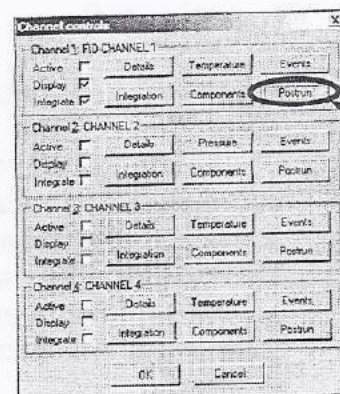 Channel controls
x
Channel 1: FID CHANNEL 1
Active Details Temperature Events
Display
Integrate Integration Components Postrun
Channel 2: CHANNEL 2
Active Details Pressure Events
Display
Integrate Integration Components Postrun
Channel 3: CHANNEL 3
Active Details Temperature Events
Display
Integrate Integration Components Postrun
Channel 4: CHANNEL 4
Active Details Temperature Events
Display
Integrate Integration Components Postrun
OK Cancel